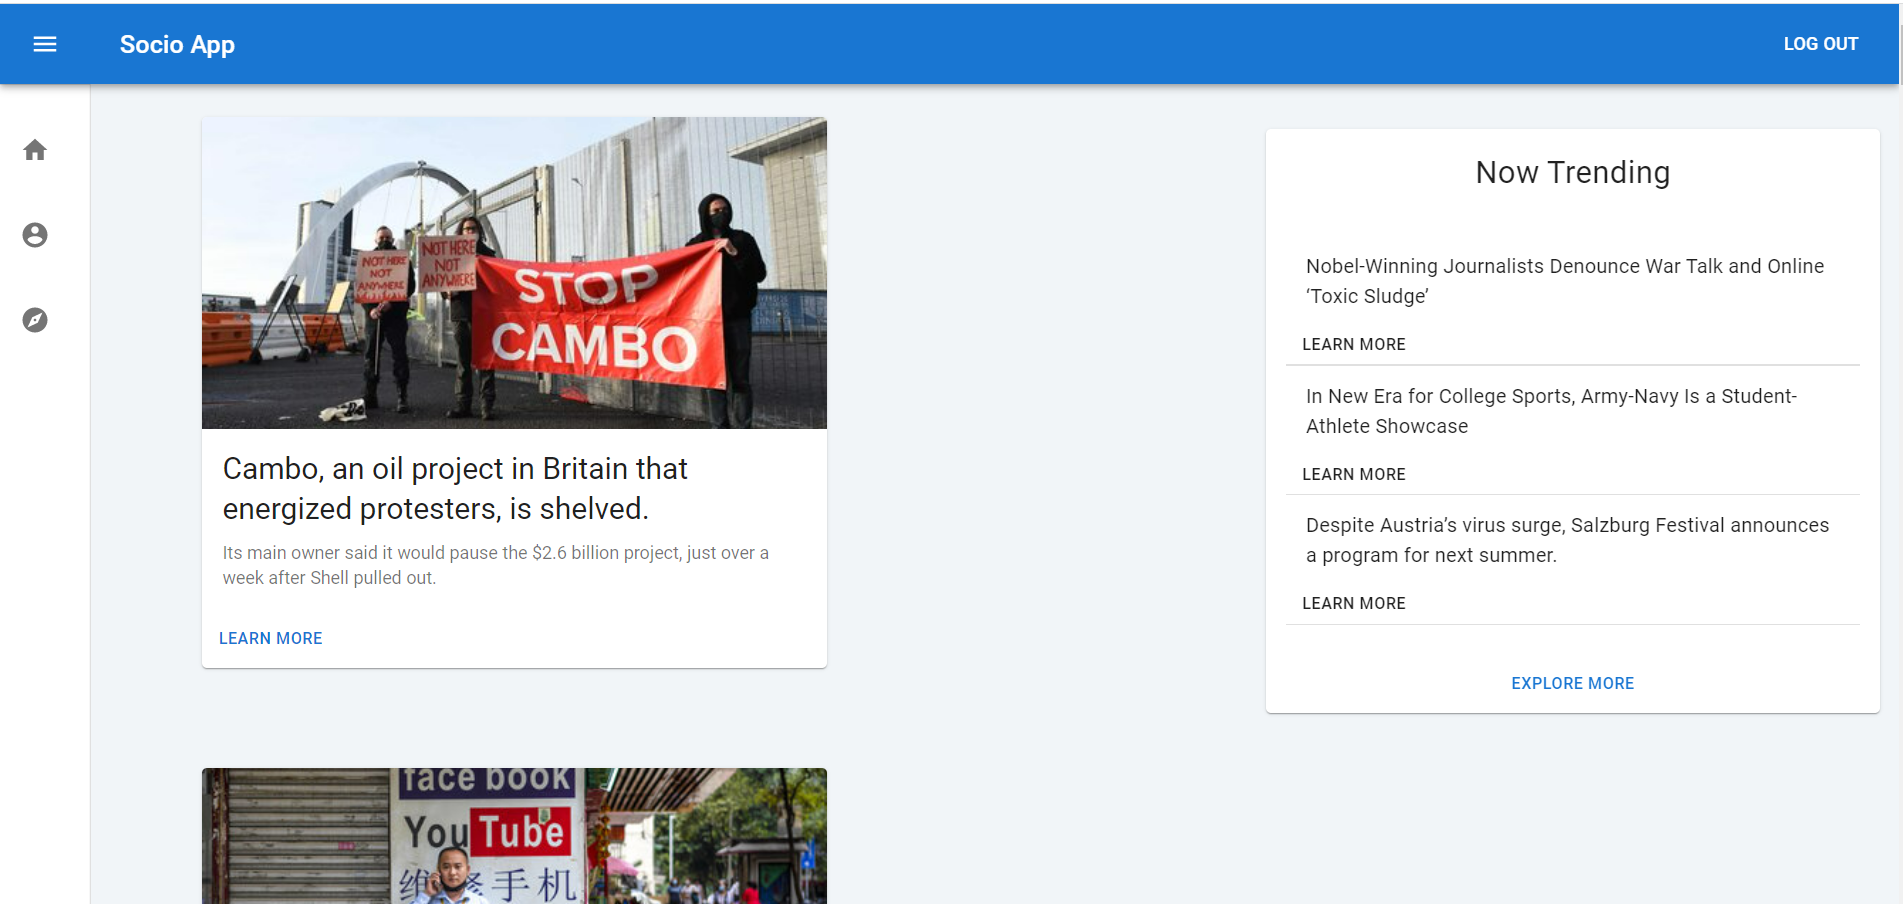 Socio App
LOG OUT
NOT HERE
NOT
ANYWHERE
NOT HERE
NOT
ANYWHERE
STOP
CAMBO
Cambo, an oil project in Britain that
energized protesters, is shelved.
Its main owner said it would pause the $2.6 billion project, just over a
week after Shell pulled out.
LEARN MORE
face book
YouTube
维修手机
Now Trending
Nobel-Winning Journalists Denounce War Talk and Online
‘Toxic Sludge’
LEARN MORE
In New Era for College Sports, Army-Navy Is a Student-
Athlete Showcase
LEARN MORE
Despite Austria’s virus surge, Salzburg Festival announces
a program for next summer.
LEARN MORE
EXPLORE MORE